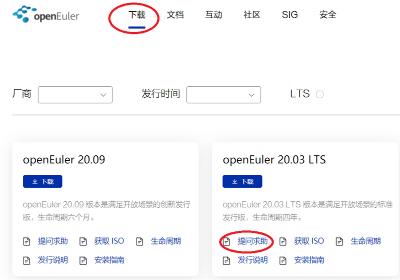 openEuler 下载 文档 互动 社区 SIG 安全
厂商 发行时间 LTS
openEuler 20.09
下载
openEuler 20.09 版本是满足开放场景的创新发行
版，生命周期六个月。
提问求助 获取 ISO 生命周期
发行说明 安装指南
openEuler 20.03 LTS
下载
openEuler 20.03 LTS 版本是满足开放场景的标准
发行版，生命周期四年。
提问求助 获取 ISO 生命周期
发行说明 安装指南